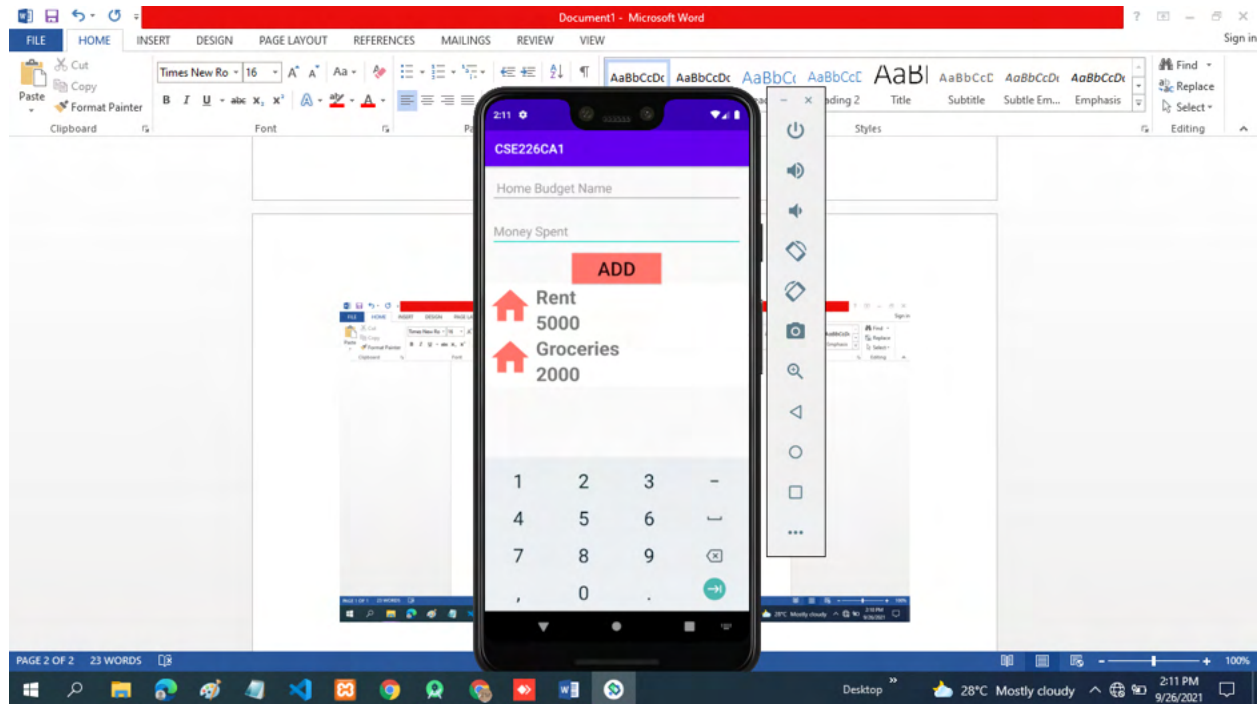 Document1 - Microsoft Word
FILE HOME INSERT DESIGN PAGE LAYOUT REFERENCES MAILINGS REVIEW VIEW Sign in
Cut
Copy
Format Painter
Paste
Clipboard
Times New Ro 16
Font
AaBbCcDc AaBbCcDc AaBbCc AaBbCcE AaBl AaBbCcD AaBbCcDc AaBbCcDc
ding 2 Title Subtitle Subtle Em... Emphasis
Styles
Find
Replace
Select
Editing
2:11
CSE226CA1
Home Budget Name
Money Spent
ADD
Rent
5000
Groceries
2000
1 2 3 -
4 5 6
7 8 9
, 0 .
PAGE 2 OF 2 23 WORDS 100%
Desktop 28°C Mostly cloudy 2:11 PM
9/26/2021